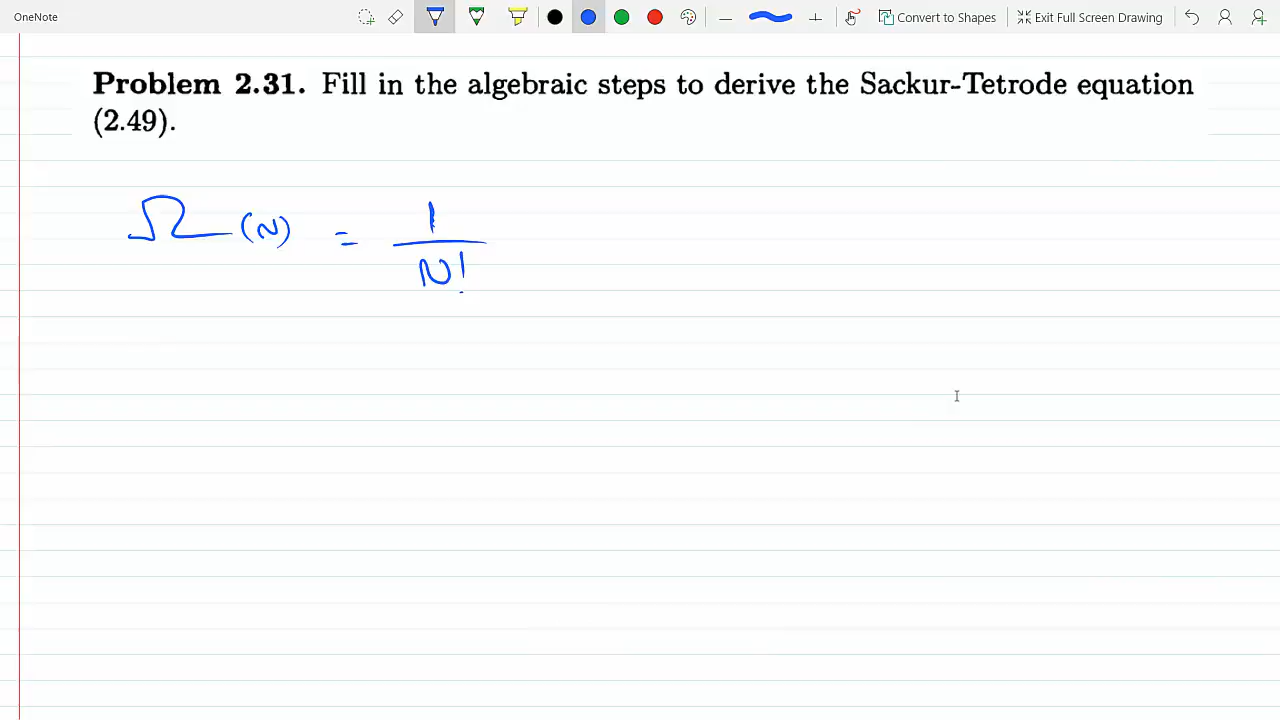 OneNote
Convert to Shapes
Exit Full Screen Drawing
Problem 2.31. Fill in the algebraic steps to derive the Sackur-Tetrode equation
(2.49).
Ω(N) = 1/N!